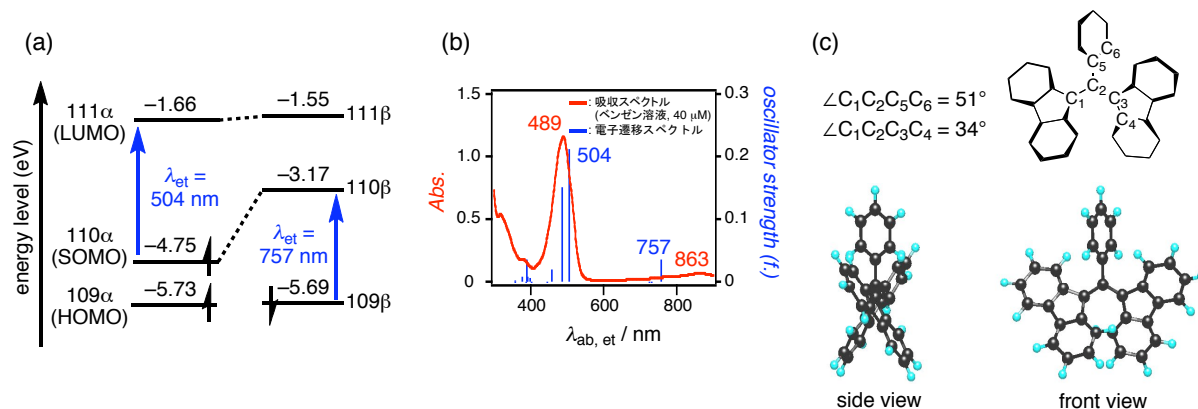 (a)
energy level (eV)
111α
(LUMO)
–1.66
–1.55
111β
λet =
504 nm
–3.17
110β
110α
(SOMO)
–4.75
λet =
757 nm
109α
(HOMO)
–5.73
–5.69
109β
(b)
1.5
1.0
0.5
0
Abs.
: 吸収スペクトル
(ベンゼン溶液, 40 μM)
: 電子遷移スペクトル
489
504
757
863
0.3
0.2
0.1
0
oscillator strength (f.)
400
600
800
λab, et / nm
(c)
∠C1C2C5C6 = 51°
∠C1C2C3C4 = 34°
C6
C5
C2
C1
C3
C4
side view
front view